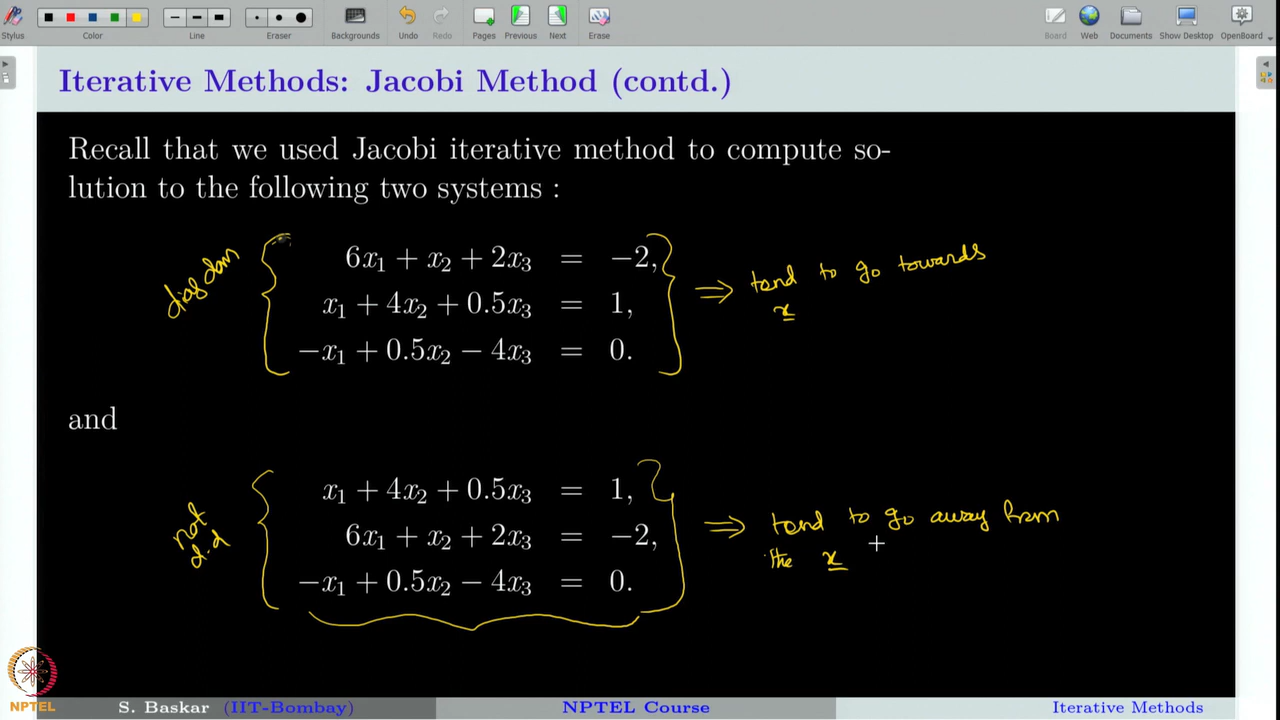 Stylus Color Line Eraser Backgrounds Undo Redo Pages Previous Next Erase Board Web Documents Show Desktop OpenBoard
Iterative Methods: Jacobi Method (contd.)
Recall that we used Jacobi iterative method to compute so-
lution to the following two systems :
diag dom
6x₁ + x₂ + 2x₃ = −2,
x₁ + 4x₂ + 0.5x₃ = 1,
−x₁ + 0.5x₂ − 4x₃ = 0.
⇒ tend to go towards
x
and
not
d.d
x₁ + 4x₂ + 0.5x₃ = 1,
6x₁ + x₂ + 2x₃ = −2,
−x₁ + 0.5x₂ − 4x₃ = 0.
⇒ tend to go away from
the x
NPTEL
S. Baskar (IIT-Bombay) NPTEL Course Iterative Methods